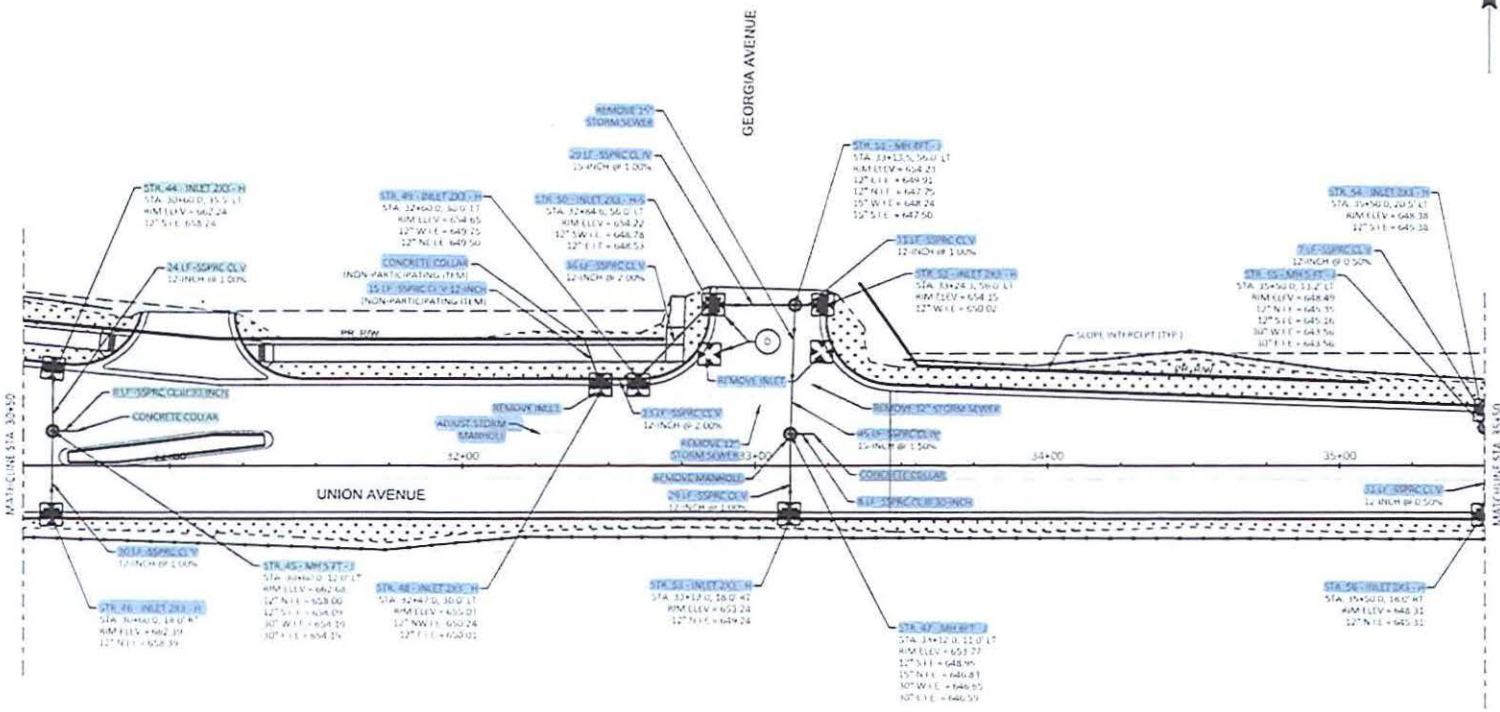 GEORGIA AVENUE
REMOVE 15"
STORM SEWER
29 LF -SSPRC CL IV
15-INCH @ 1.00%
STR. 51 - MH 4FT - J
STA. 33+13.5, 56.0' LT
RIM ELEV = 654.23
12" E I.E = 649.91
12" N I.E = 647.75
15" W I.E = 648.24
15" S I.E = 647.50
STR. 44 - INLET 2X3 - H
STA. 30+60.0, 35.5' LT
RIM ELEV = 662.24
12" S I.E. 658.24
STR. 49 - INLET 2X3 - H
STA. 32+60.0, 30.0' LT
RIM ELEV = 654.65
12" W I.E = 649.75
12" NE I.E. 649.50
STR. 50 - INLET 2X3 - H-S
STA. 32+84.6, 56.0' LT
RIM ELEV = 654.22
12" SW I.E = 648.78
12" E I.E = 648.53
STR. 54 - INLET 2X3 - H
STA. 35+50.0, 20.5' LT
RIM ELEV = 648.38
12" S I.E = 645.38
24 LF -SSPRC CL V
12-INCH @ 1.00%
CONCRETE COLLAR
(NON-PARTICIPATING ITEM)
15 LF -SSPRC CL V 12-INCH
(NON-PARTICIPATING ITEM)
36 LF -SSPRC CL V
12-INCH @ 2.00%
11 LF -SSPRC CL V
12-INCH @ 1.00%
STR. 52 - INLET 2X3 - H
STA. 33+24.3, 56.0' LT
RIM ELEV = 654.15
12" W I.E = 650.02
7 LF -SSPRC CL V
12-INCH @ 0.50%
STR. 55 - MH 5 FT - J
STA. 35+50.0, 13.2' LT
RIM ELEV = 648.49
12" N I.E = 645.35
12" S I.E = 645.16
30" W I.E = 643.56
30" E I.E = 643.56
PR. R/W
SLOPE INTERCEPT (TYP.)
PR. R/W
D
REMOVE INLET
REMOVE INLET
8 LF -SSPRC CL III 30-INCH
CONCRETE COLLAR
ADJUST STORM
MANHOLE
13 LF -SSPRC CL V
12-INCH @ 2.00%
REMOVE 12" STORM SEWER
REMOVE 12"
STORM SEWER
45 LF -SSPRC CL IV
15-INCH @ 1.50%
MATCHLINE STA. 30+50
32+00
33+00
34+00
35+00
REMOVE MANHOLE
CONCRETE COLLAR
UNION AVENUE
29 LF -SSPRC CL V
12-INCH @ 1.00%
8 LF -SSPRC CL III 30-INCH
31 LF -SSPRC CL V
12-INCH @ 0.50%
MATCHLINE STA. 35+50
30 LF -SSPRC CL V
12-INCH @ 1.00%
STR. 45 - MH 5 FT - J
STA. 30+60.0, 12.0' LT
RIM ELEV = 662.68
12" N I.E = 658.00
12" S I.E = 658.09
30" W I.E = 654.19
30" E I.E = 654.19
STR. 46 - INLET 2X3 - H
STA. 30+60.0, 18.0' RT
RIM ELEV = 662.39
12" N I.E = 658.39
STR. 48 - INLET 2X3 - H
STA. 32+47.0, 30.0' LT
RIM ELEV = 655.01
12" NW I.E = 650.24
12" E I.E = 650.01
STR. 53 - INLET 2X3 - H
STA. 33+12.0, 18.0' RT
RIM ELEV = 653.24
12" N I.E = 649.24
STR. 47 - MH 6FT - J
STA. 33+12.0, 11.0' LT
RIM ELEV = 653.77
12" S I.E = 648.95
15" N I.E = 646.83
30" W I.E = 646.65
30" E I.E = 646.59
STR. 56 - INLET 2X3 - H
STA. 35+50.0, 18.0' RT
RIM ELEV = 648.31
12" N I.E = 645.31